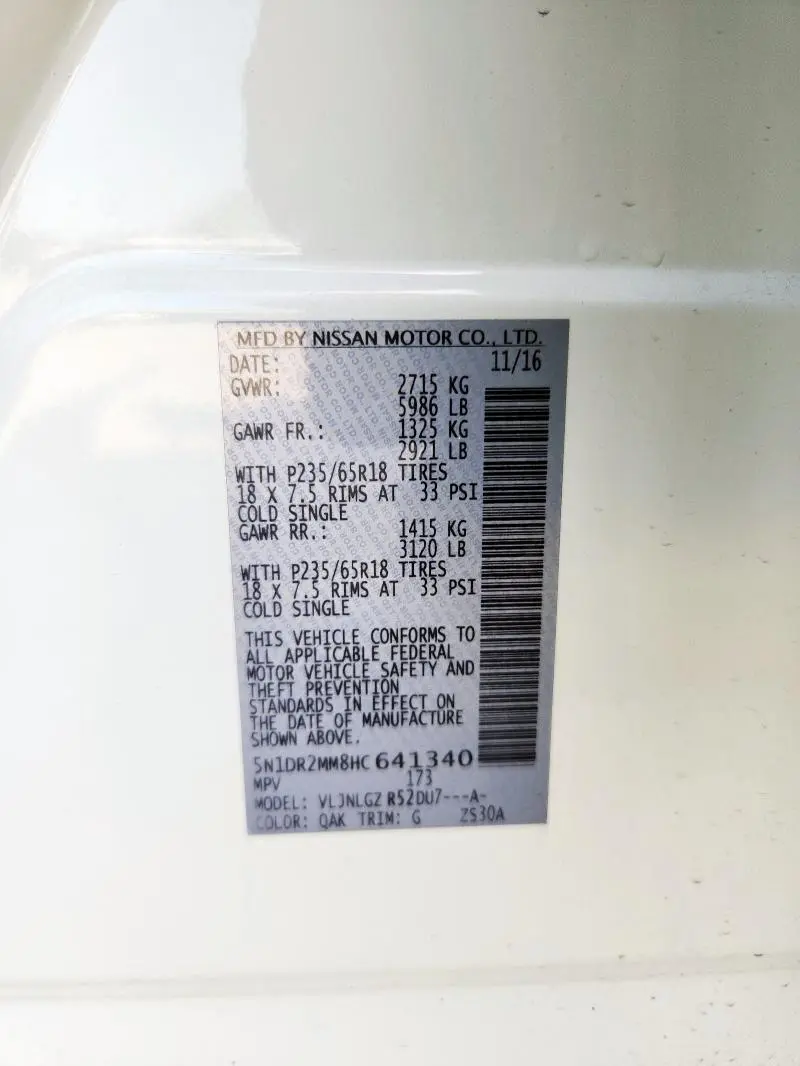 MFD BY NISSAN MOTOR CO., LTD.
DATE: 11/16
GVWR: 2715 KG
5986 LB
GAWR FR.: 1325 KG
2921 LB
WITH P235/65R18 TIRES
18 X 7.5 RIMS AT 33 PSI
COLD SINGLE
GAWR RR.: 1415 KG
3120 LB
WITH P235/65R18 TIRES
18 X 7.5 RIMS AT 33 PSI
COLD SINGLE
THIS VEHICLE CONFORMS TO
ALL APPLICABLE FEDERAL
MOTOR VEHICLE SAFETY AND
THEFT PREVENTION
STANDARDS IN EFFECT ON
THE DATE OF MANUFACTURE
SHOWN ABOVE.
5N1DR2MM8HC 641340
MPV 173
MODEL: VLJNLGZ R52DU7---A-
COLOR: QAK TRIM: G ZS30A